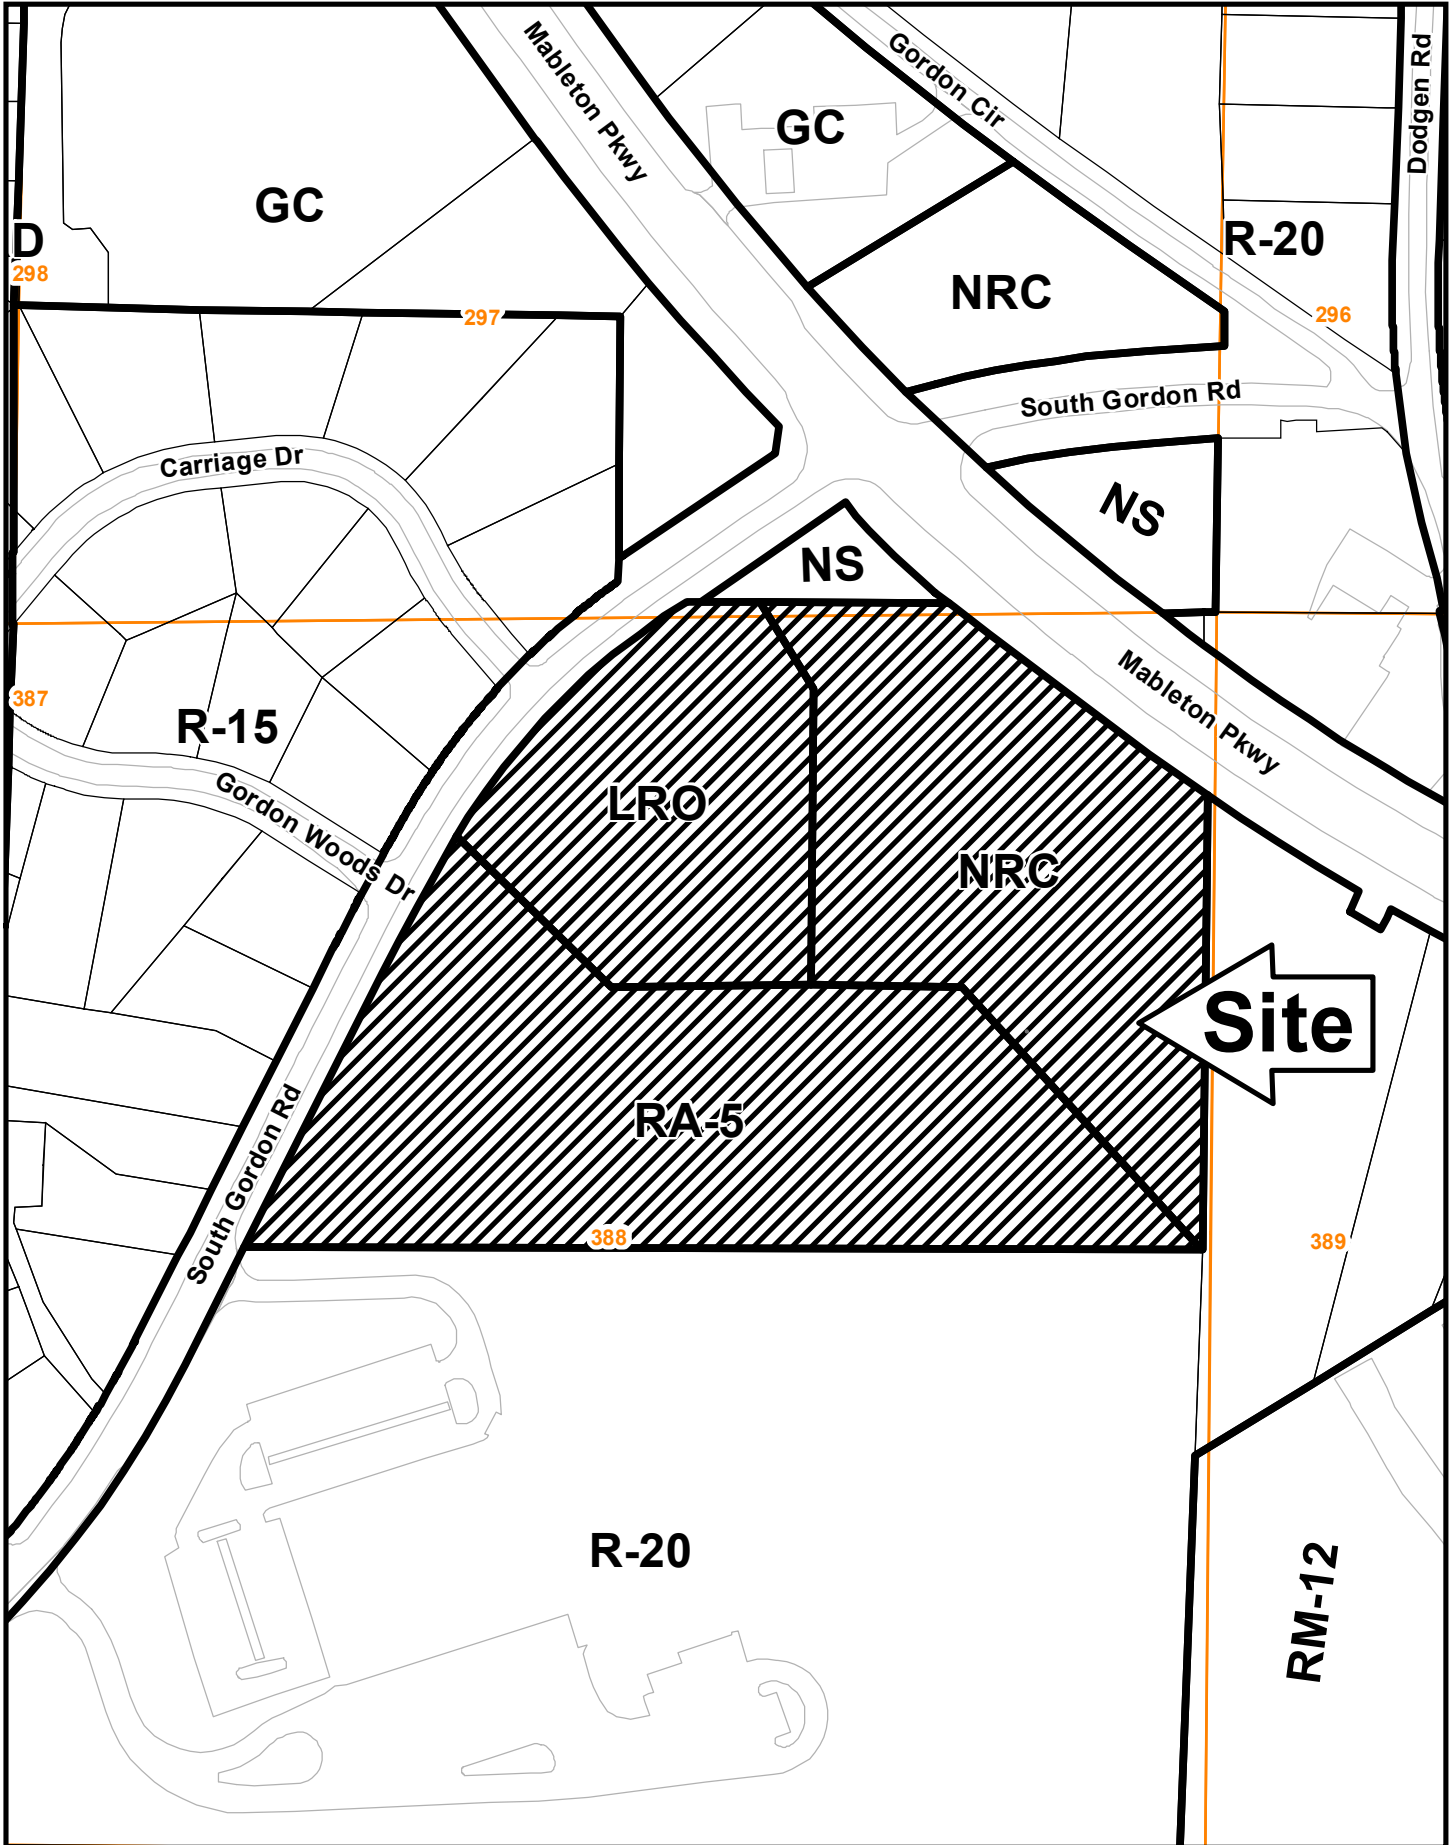 Mableton Pkwy
Gordon Cir
Dodgen Rd
GC
GC
D
298
R-20
NRC
297
296
South Gordon Rd
Carriage Dr
NS
NS
387
R-15
Mableton Pkwy
Gordon Woods Dr
LRO
NRC
Site
RA-5
South Gordon Rd
388
389
R-20
RM-12